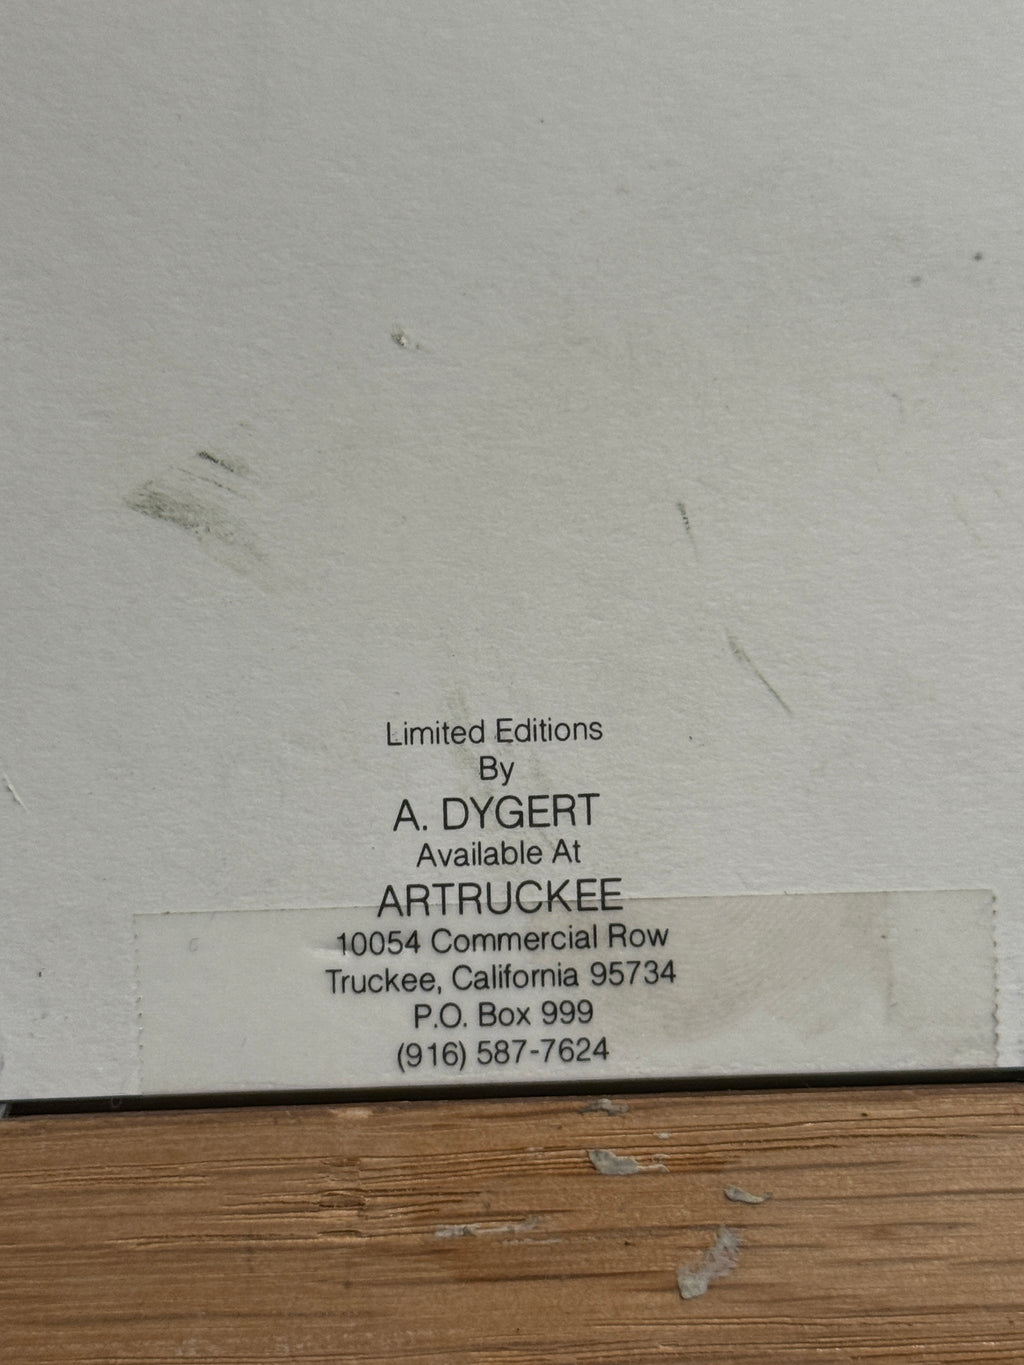 Limited Editions
By
A. DYGERT
Available At
ARTRUCKEE
10054 Commercial Row
Truckee, California 95734
P.O. Box 999
(916) 587-7624